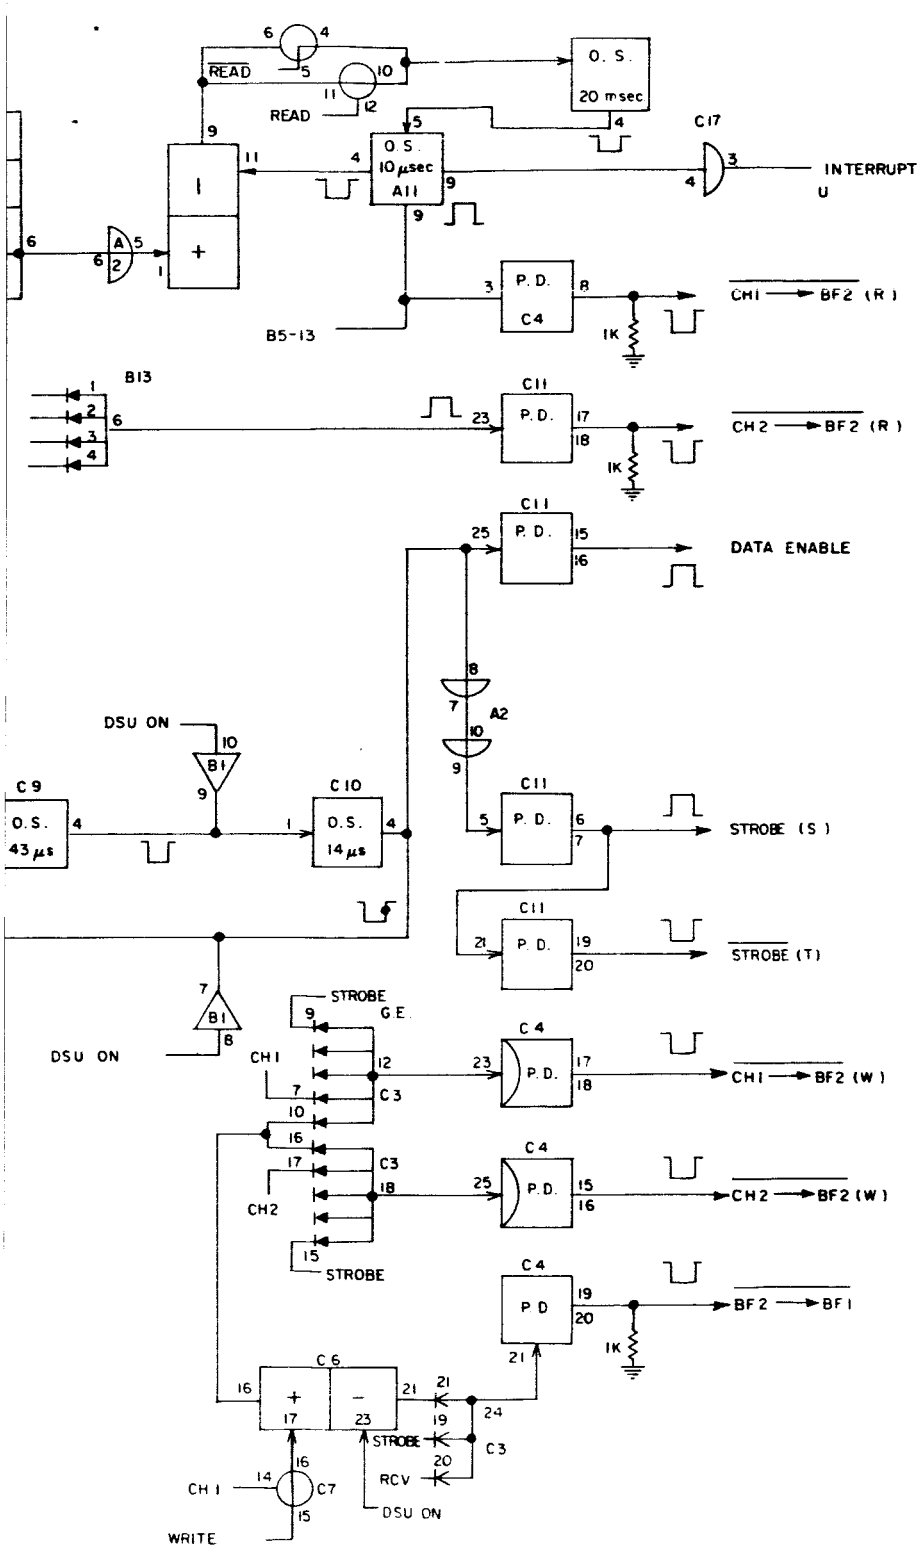 6 4
READ 5
11 10
12
READ
O. S.
20 msec
4
9
5
C17
11 4
O. S.
10 µsec
A11
9
9
4 3
INTERRUPT
U
I
+
6
A
2
6 5
1
3
P. D.
C4
8
CH1 → BF2 (R)
1K
B5-13
B13
1
2
3
4
6
C11
23
P. D.
17
18
CH2 → BF2 (R)
1K
C11
25
P. D.
15
16
DATA ENABLE
8
7
A2
10
9
DSU ON
10
B1
9
C9
O. S.
43 µs
4
C10
1
O. S.
14 µs
4
C11
5
P. D.
6
7
STROBE (S)
C11
21
P. D.
19
20
STROBE (T)
7
B1
8
DSU ON
STROBE
9
G.E.
CH1
7
12
C3
10
C4
23
P. D.
17
18
CH1 → BF2 (W)
16
17
C3
18
CH2
15
STROBE
C4
25
P. D.
15
16
CH2 → BF2 (W)
C4
P D
19
20
21
BF2 → BF1
1K
C6
16
+
17
-
23
21
21
24
19
STROBE
C3
20
RCV
16
CH1
14
C7
15
DSU ON
WRITE